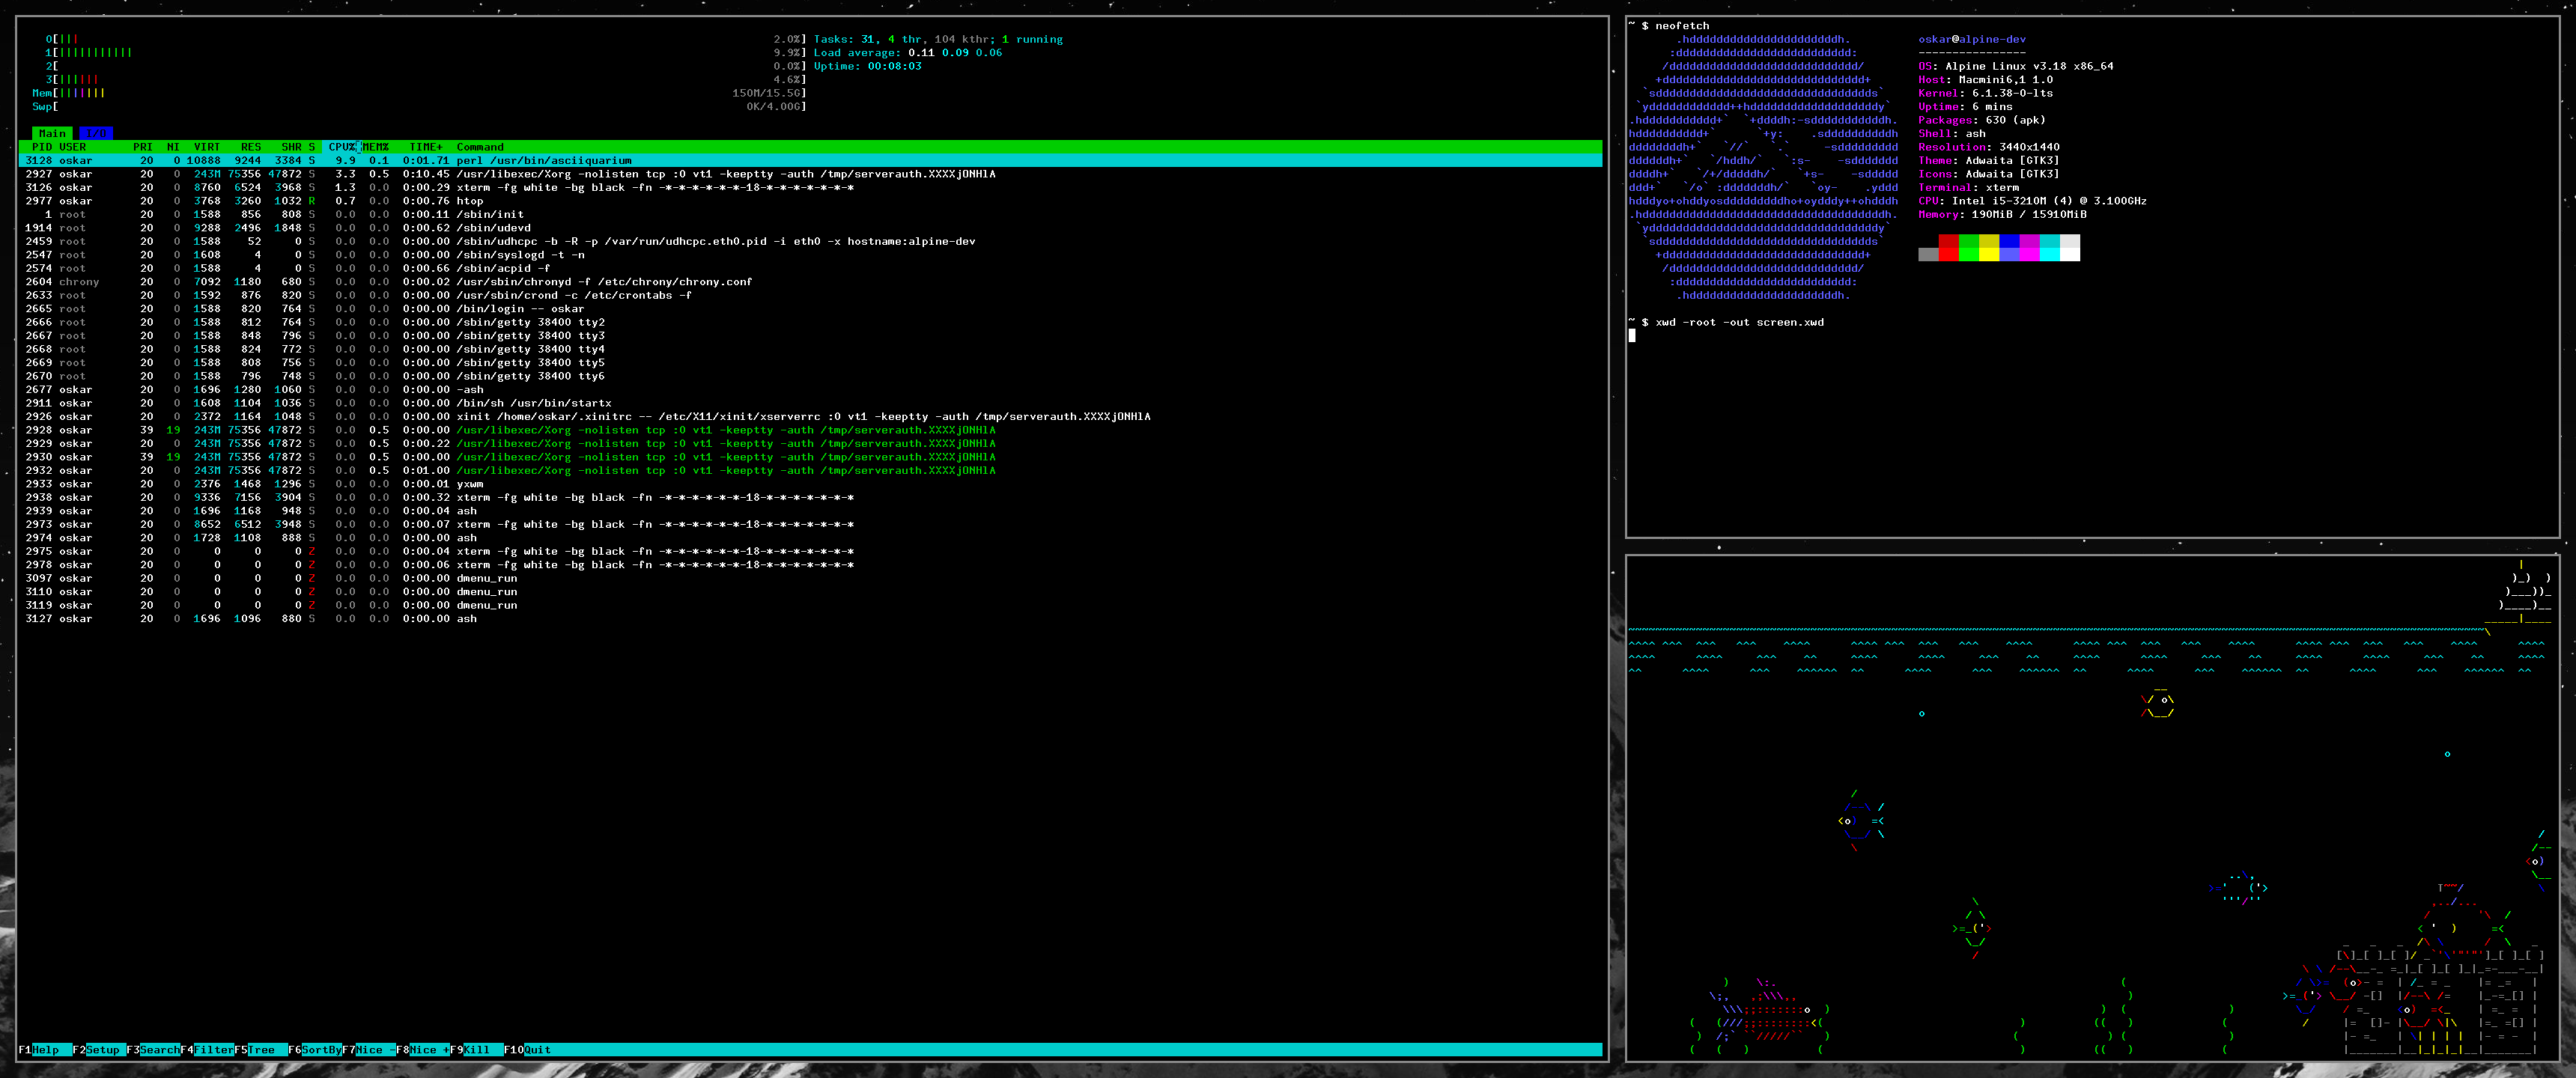 0[||| 2.0%] Tasks: 31, 4 thr, 104 kthr; 1 running
1[||||||||||| 9.9%] Load average: 0.11 0.09 0.06
2[ 0.0%] Uptime: 00:08:03
3[|||||| 4.6%]
Mem[||||||| 150M/15.5G]
Swp[ 0K/4.00G]
Main I/O
PID USER PRI NI VIRT RES SHR S CPU% MEM% TIME+ Command
3128 oskar 20 0 10888 9244 3384 S 9.9 0.1 0:01.71 perl /usr/bin/asciiquarium
2927 oskar 20 0 243M 75356 47872 S 3.3 0.5 0:10.45 /usr/libexec/Xorg -nolisten tcp :0 vt1 -keeptty -auth /tmp/serverauth.XXXXjONHlA
3126 oskar 20 0 8760 6524 3968 S 1.3 0.0 0:00.29 xterm -fg white -bg black -fn -*-*-*-*-*-*-18-*-*-*-*-*-*-*
2977 oskar 20 0 3768 3260 1032 R 0.7 0.0 0:00.76 htop
1 root 20 0 1588 856 808 S 0.0 0.0 0:00.11 /sbin/init
1914 root 20 0 9288 2496 1848 S 0.0 0.0 0:00.62 /sbin/udevd
2459 root 20 0 1588 52 0 S 0.0 0.0 0:00.00 /sbin/udhcpc -b -R -p /var/run/udhcpc.eth0.pid -i eth0 -x hostname:alpine-dev
2547 root 20 0 1608 4 0 S 0.0 0.0 0:00.00 /sbin/syslogd -t -n
2574 root 20 0 1588 4 0 S 0.0 0.0 0:00.66 /sbin/acpid -f
2604 chrony 20 0 7092 1180 680 S 0.0 0.0 0:00.02 /usr/sbin/chronyd -f /etc/chrony/chrony.conf
2633 root 20 0 1592 876 820 S 0.0 0.0 0:00.00 /usr/sbin/crond -c /etc/crontabs -f
2665 root 20 0 1588 820 764 S 0.0 0.0 0:00.00 /bin/login -- oskar
2666 root 20 0 1588 812 764 S 0.0 0.0 0:00.00 /sbin/getty 38400 tty2
2667 root 20 0 1588 848 796 S 0.0 0.0 0:00.00 /sbin/getty 38400 tty3
2668 root 20 0 1588 824 772 S 0.0 0.0 0:00.00 /sbin/getty 38400 tty4
2669 root 20 0 1588 808 756 S 0.0 0.0 0:00.00 /sbin/getty 38400 tty5
2670 root 20 0 1588 796 748 S 0.0 0.0 0:00.00 /sbin/getty 38400 tty6
2677 oskar 20 0 1696 1280 1060 S 0.0 0.0 0:00.00 -ash
2911 oskar 20 0 1608 1104 1036 S 0.0 0.0 0:00.00 /bin/sh /usr/bin/startx
2926 oskar 20 0 2372 1164 1048 S 0.0 0.0 0:00.00 xinit /home/oskar/.xinitrc -- /etc/X11/xinit/xserverrc :0 vt1 -keeptty -auth /tmp/serverauth.XXXXjONHlA
2928 oskar 39 19 243M 75356 47872 S 0.0 0.5 0:00.00 /usr/libexec/Xorg -nolisten tcp :0 vt1 -keeptty -auth /tmp/serverauth.XXXXjONHlA
2929 oskar 20 0 243M 75356 47872 S 0.0 0.5 0:00.22 /usr/libexec/Xorg -nolisten tcp :0 vt1 -keeptty -auth /tmp/serverauth.XXXXjONHlA
2930 oskar 39 19 243M 75356 47872 S 0.0 0.5 0:00.00 /usr/libexec/Xorg -nolisten tcp :0 vt1 -keeptty -auth /tmp/serverauth.XXXXjONHlA
2932 oskar 20 0 243M 75356 47872 S 0.0 0.5 0:01.00 /usr/libexec/Xorg -nolisten tcp :0 vt1 -keeptty -auth /tmp/serverauth.XXXXjONHlA
2933 oskar 20 0 2376 1468 1296 S 0.0 0.0 0:00.01 yxwm
2938 oskar 20 0 9336 7156 3904 S 0.0 0.0 0:00.32 xterm -fg white -bg black -fn -*-*-*-*-*-*-18-*-*-*-*-*-*-*
2939 oskar 20 0 1696 1168 948 S 0.0 0.0 0:00.04 ash
2973 oskar 20 0 8652 6512 3948 S 0.0 0.0 0:00.07 xterm -fg white -bg black -fn -*-*-*-*-*-*-18-*-*-*-*-*-*-*
2974 oskar 20 0 1728 1108 888 S 0.0 0.0 0:00.00 ash
2975 oskar 20 0 0 0 0 Z 0.0 0.0 0:00.04 xterm -fg white -bg black -fn -*-*-*-*-*-*-18-*-*-*-*-*-*-*
2978 oskar 20 0 0 0 0 Z 0.0 0.0 0:00.06 xterm -fg white -bg black -fn -*-*-*-*-*-*-18-*-*-*-*-*-*-*
3097 oskar 20 0 0 0 0 Z 0.0 0.0 0:00.00 dmenu_run
3110 oskar 20 0 0 0 0 Z 0.0 0.0 0:00.00 dmenu_run
3119 oskar 20 0 0 0 0 Z 0.0 0.0 0:00.00 dmenu_run
3127 oskar 20 0 1696 1096 880 S 0.0 0.0 0:00.00 ash
F1Help F2Setup F3SearchF4FilterF5Tree F6SortByF7Nice -F8Nice +F9Kill F10Quit
~ $ neofetch
oskar@alpine-dev
----------------
OS: Alpine Linux v3.18 x86_64
Host: Macmini6,1 1.0
Kernel: 6.1.38-0-lts
Uptime: 6 mins
Packages: 630 (apk)
Shell: ash
Resolution: 3440x1440
Theme: Adwaita [GTK3]
Icons: Adwaita [GTK3]
Terminal: xterm
CPU: Intel i5-3210M (4) @ 3.100GHz
Memory: 190MiB / 15910MiB
~ $ xwd -root -out screen.xwd